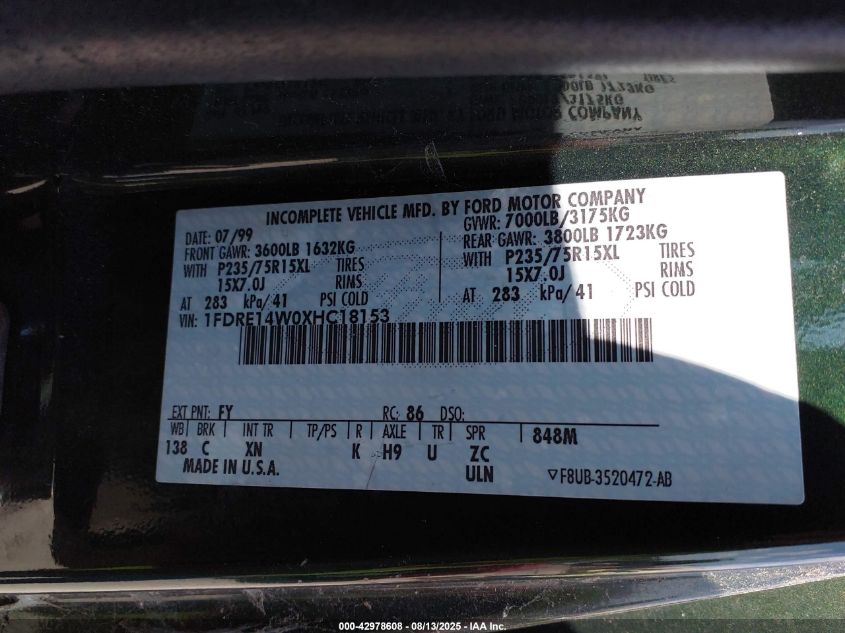 INCOMPLETE VEHICLE MFD. BY FORD MOTOR COMPANY
DATE: 07/99 GVWR: 7000LB/3175KG
FRONT GAWR: 3600LB 1632KG REAR GAWR: 3800LB 1723KG
WITH P235/75R15XL TIRES WITH P235/75R15XL TIRES
15X7.0J RIMS 15X7.0J RIMS
AT 283 kPa/41 PSI COLD AT 283 kPa/41 PSI COLD
VIN: 1FDRE14W0XHC18153
EXT PNT: FY RC: 86 DSO:
WB BRK INT TR TP/PS R AXLE TR SPR 848M
138 C XN K H9 U ZC
MADE IN U.S.A. ULN ▽F8UB-3520472-AB
000-42978608 - 08/13/2025 - IAA Inc.